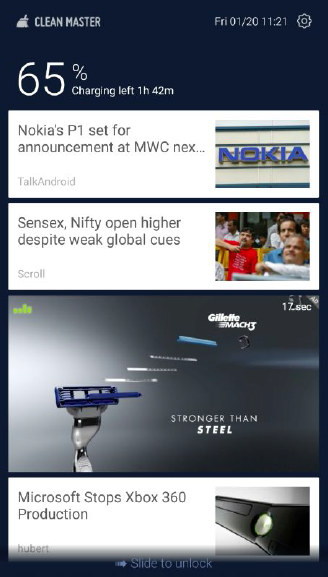 CLEAN MASTER
Fri 01/20 11:21
65%
Charging left 1h 42m
Nokia's P1 set for
announcement at MWC nex...
TalkAndroid
NOKIA
Sensex, Nifty open higher
despite weak global cues
Scroll
17 sec
AD
Gillette
MACH3
3
STRONGER THAN
STEEL
Microsoft Stops Xbox 360
Production
hubert
Slide to unlock